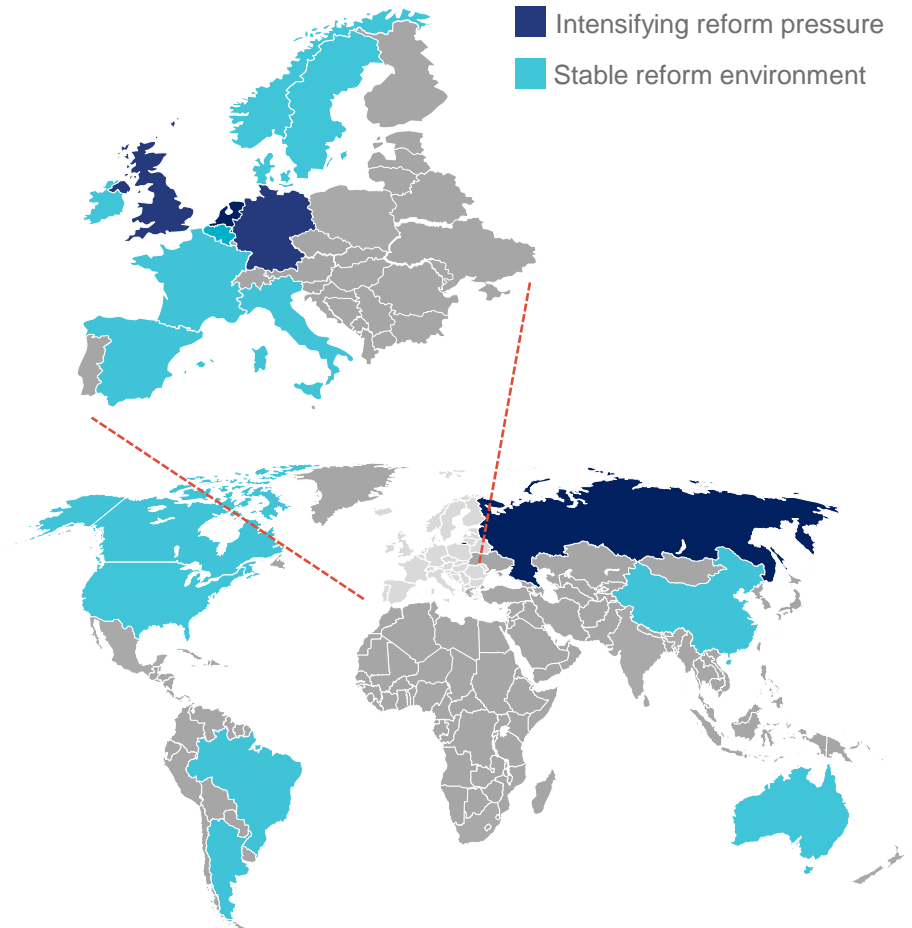 Intensifying reform pressure
Stable reform environment